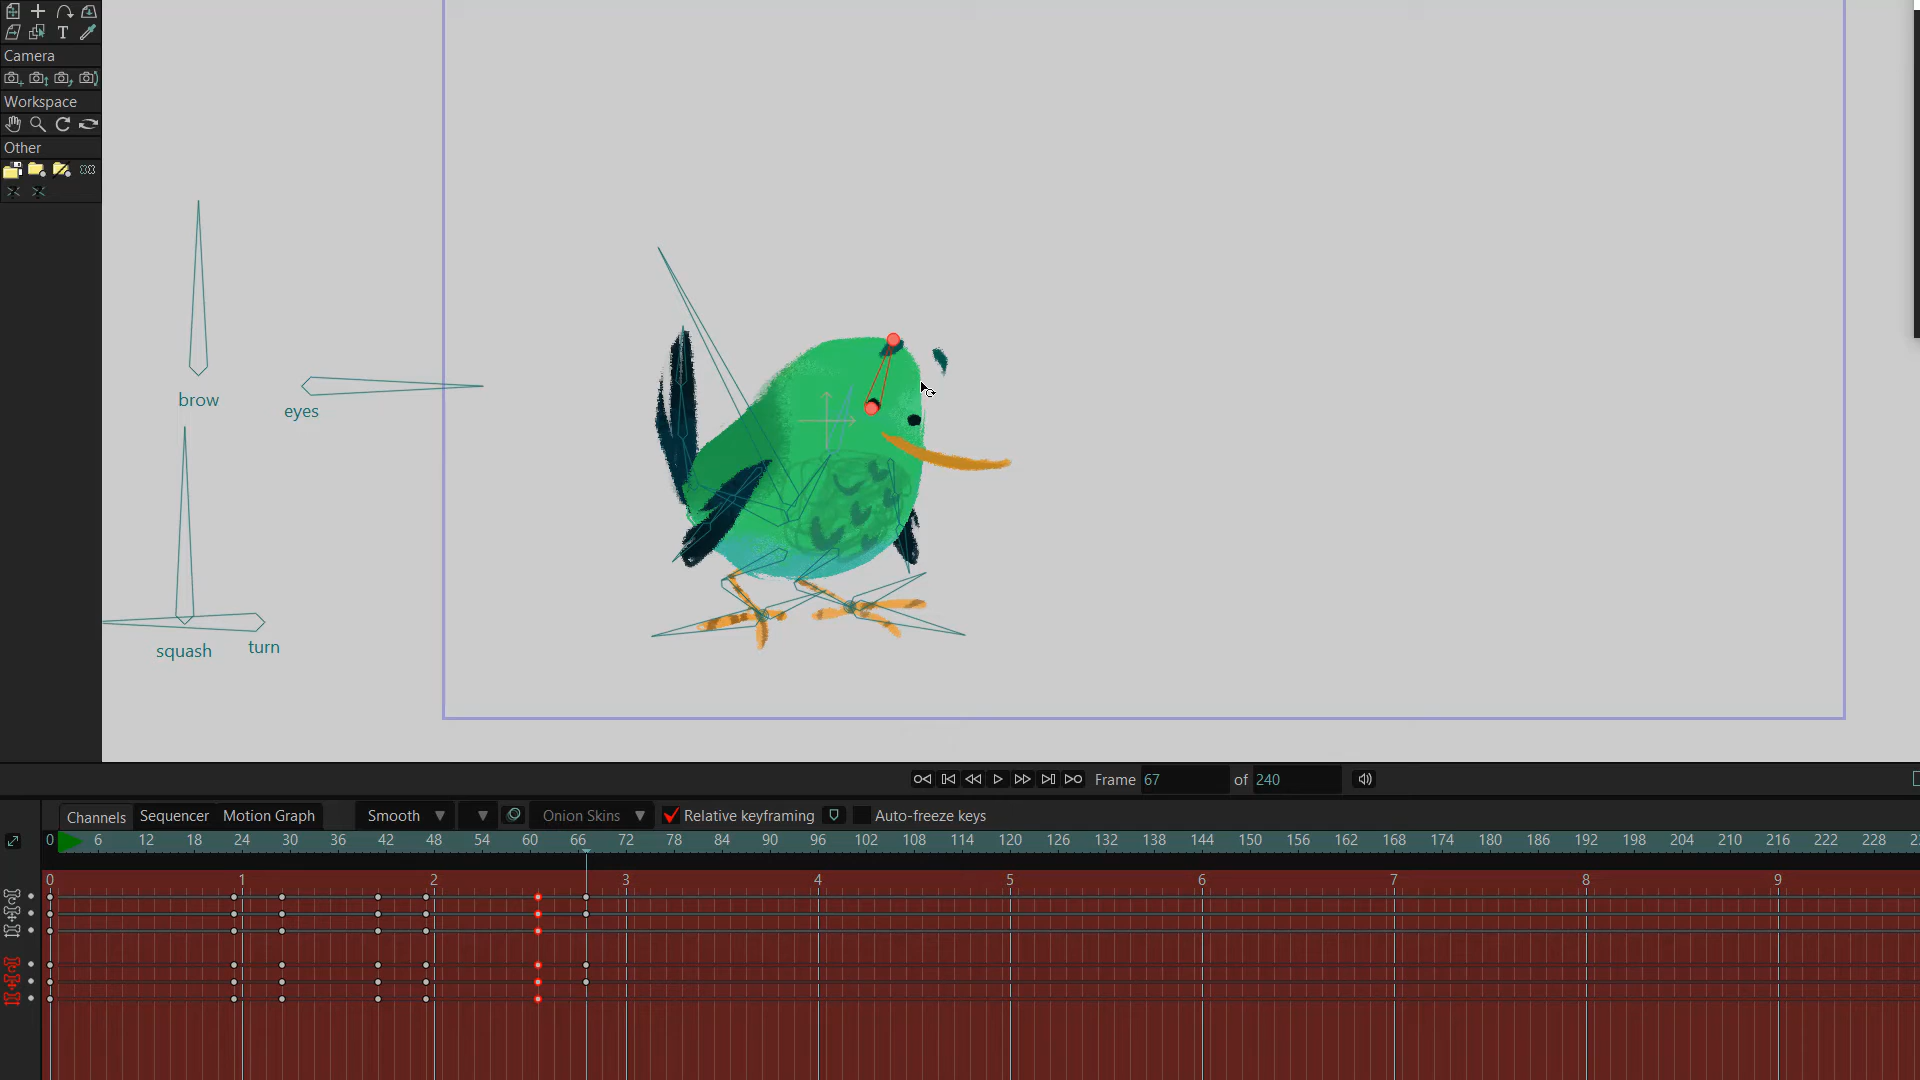 T
Camera
Workspace
Other
brow
eyes
squash
turn
Frame 67 of 240
Channels Sequencer Motion Graph Smooth Onion Skins Relative keyframing Auto-freeze keys
0 6 12 18 24 30 36 42 48 54 60 66 72 78 84 90 96 102 108 114 120 126 132 138 144 150 156 162 168 174 180 186 192 198 204 210 216 222 228
0 1 2 3 4 5 6 7 8 9